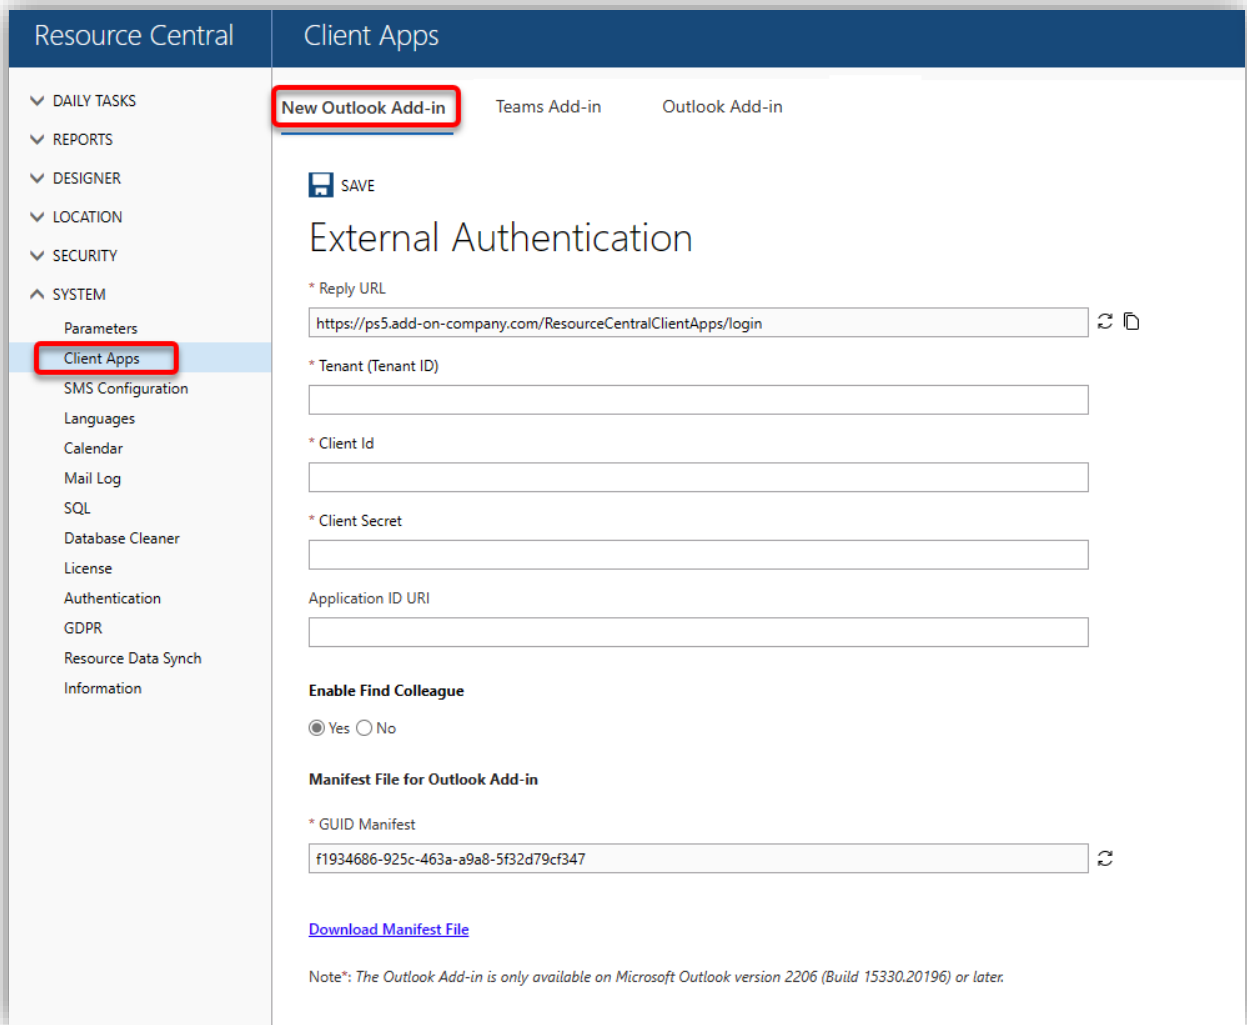 Resource Central
Client Apps
DAILY TASKS
REPORTS
DESIGNER
LOCATION
SECURITY
SYSTEM
Parameters
Client Apps
SMS Configuration
Languages
Calendar
Mail Log
SQL
Database Cleaner
License
Authentication
GDPR
Resource Data Synch
Information
New Outlook Add-in
Teams Add-in
Outlook Add-in
SAVE
External Authentication
* Reply URL
https://ps5.add-on-company.com/ResourceCentralClientApps/login
* Tenant (Tenant ID)
* Client Id
* Client Secret
Application ID URI
Enable Find Colleague
Yes No
Manifest File for Outlook Add-in
* GUID Manifest
f1934686-925c-463a-a9a8-5f32d79cf347
Download Manifest File
Note*: The Outlook Add-in is only available on Microsoft Outlook version 2206 (Build 15330.20196) or later.